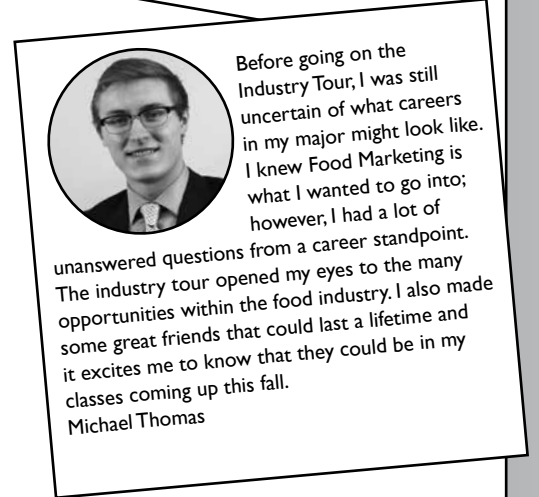 Before going on the
Industry Tour, I was still
uncertain of what careers
in my major might look like.
I knew Food Marketing is
what I wanted to go into;
however, I had a lot of
unanswered questions from a career standpoint.
The industry tour opened my eyes to the many
opportunities within the food industry. I also made
some great friends that could last a lifetime and
it excites me to know that they could be in my
classes coming up this fall.
Michael Thomas